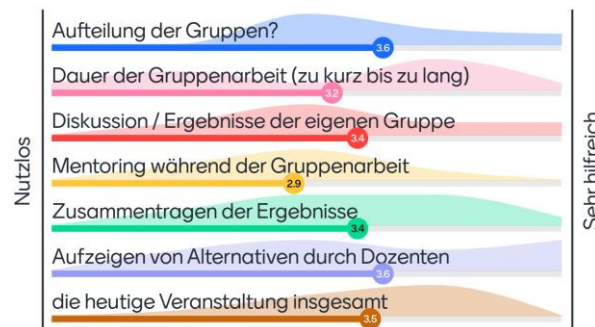 Aufteilung der Gruppen?
3.6
Dauer der Gruppenarbeit (zu kurz bis zu lang)
3.2
Diskussion / Ergebnisse der eigenen Gruppe
3.4
Mentoring während der Gruppenarbeit
2.9
Zusammentragen der Ergebnisse
3.4
Aufzeigen von Alternativen durch Dozenten
3.6
die heutige Veranstaltung insgesamt
3.5
Nutzlos
Sehr hilfreich